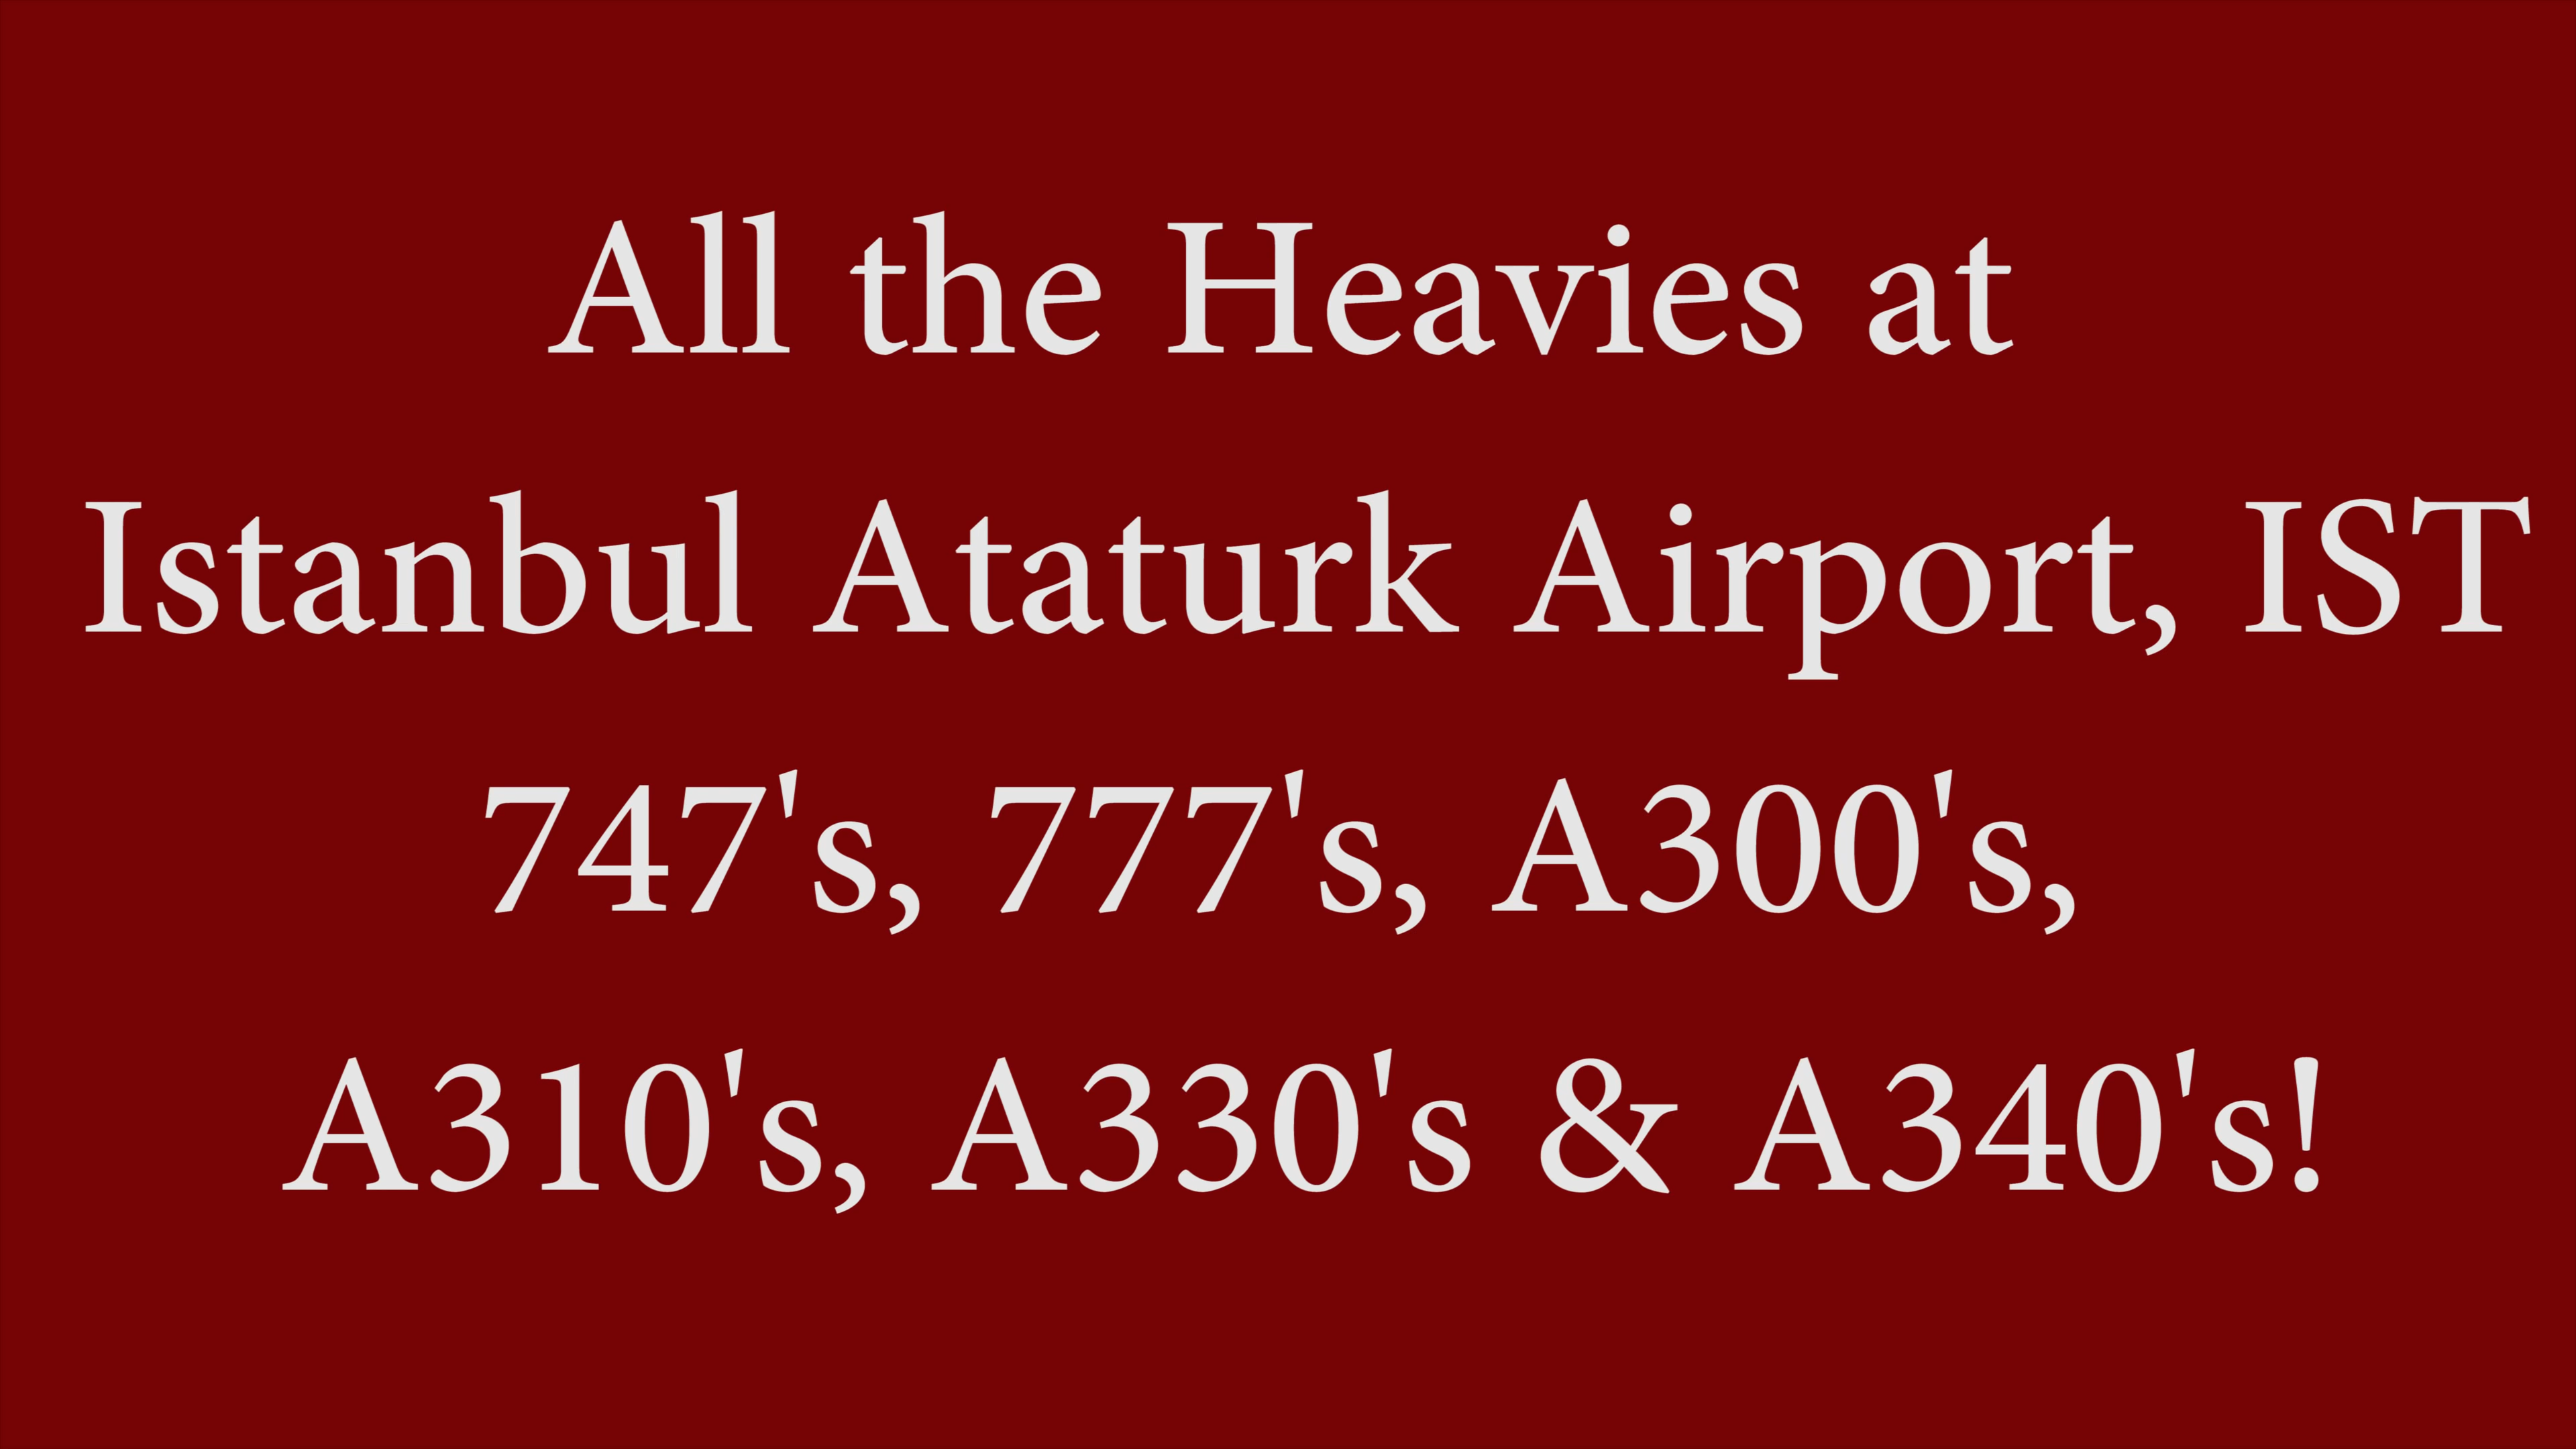 All the Heavies at
Istanbul Ataturk Airport, IST
747's, 777's, A300's,
A310's, A330's & A340's!